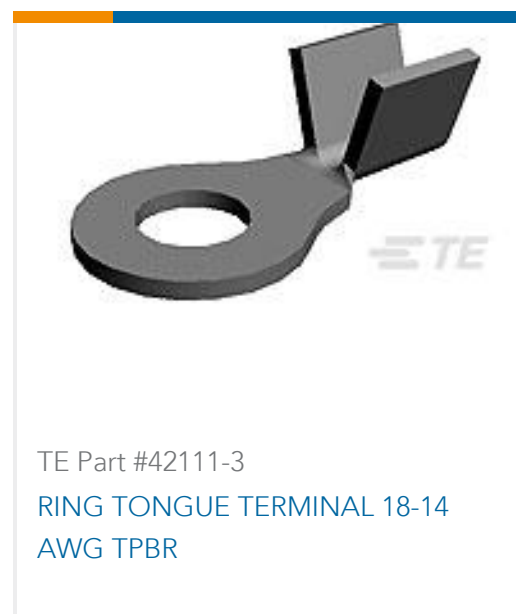 TE
TE Part #42111-3
RING TONGUE TERMINAL 18-14
AWG TPBR